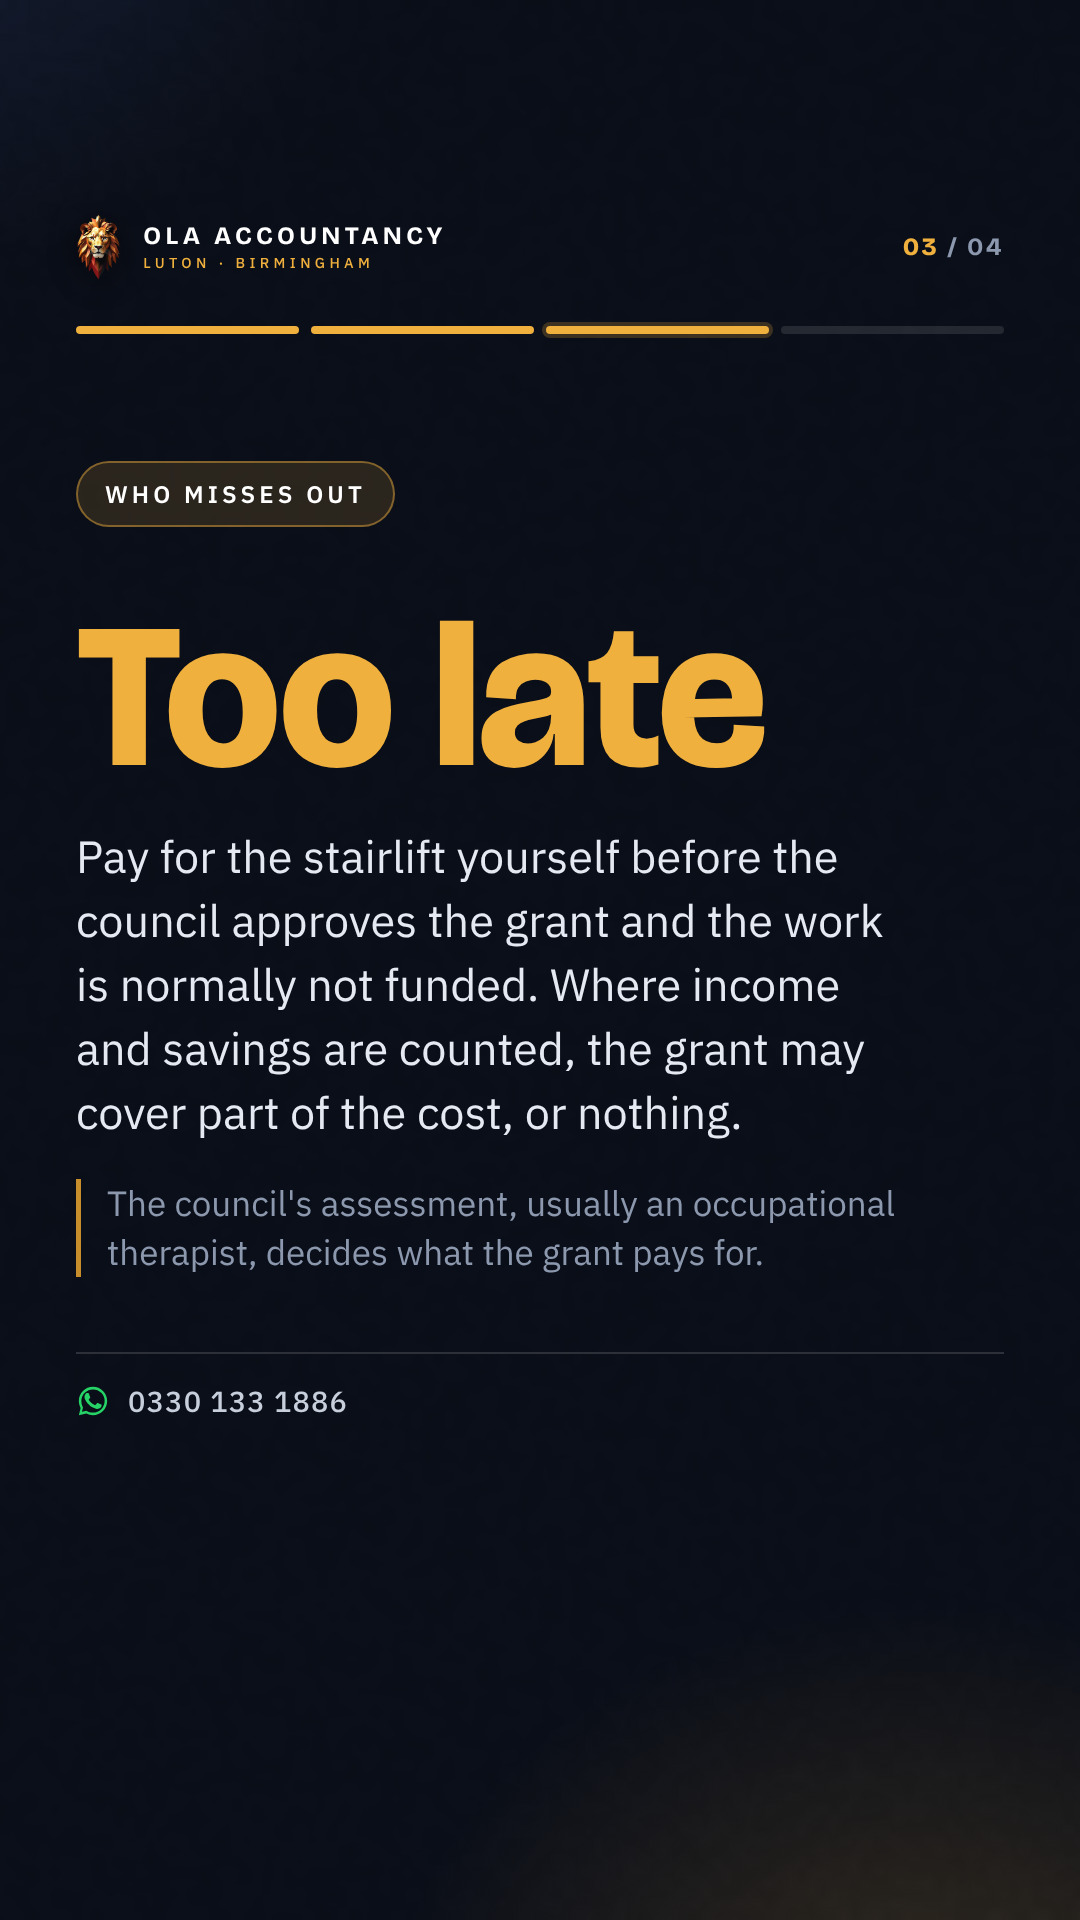 OLA ACCOUNTANCY
LUTON · BIRMINGHAM
03 / 04
WHO MISSES OUT
Too late
Pay for the stairlift yourself before the
council approves the grant and the work
is normally not funded. Where income
and savings are counted, the grant may
cover part of the cost, or nothing.
The council's assessment, usually an occupational
therapist, decides what the grant pays for.
0330 133 1886